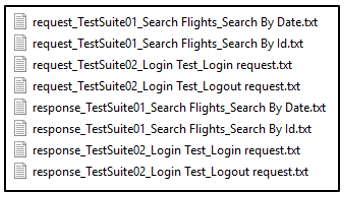 request_TestSuite01_Search Flights_Search By Date.txt
request_TestSuite01_Search Flights_Search By Id.txt
request_TestSuite02_Login Test_Login request.txt
request_TestSuite02_Login Test_Logout request.txt
response_TestSuite01_Search Flights_Search By Date.txt
response_TestSuite01_Search Flights_Search By Id.txt
response_TestSuite02_Login Test_Login request.txt
response_TestSuite02_Login Test_Logout request.txt